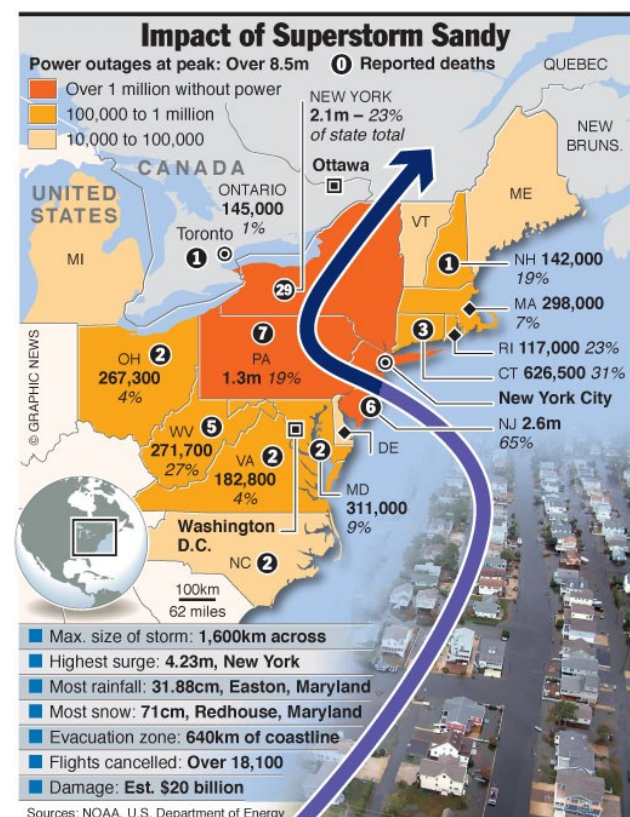 Impact of Superstorm Sandy
Power outages at peak: Over 8.5m
0 Reported deaths
Over 1 million without power
100,000 to 1 million
10,000 to 100,000
QUEBEC
NEW YORK
2.1m – 23%
of state total
NEW
BRUNS.
CANADA
Ottawa
UNITED
STATES
ONTARIO
145,000
1%
Toronto
1
ME
VT
MI
1
NH 142,000
19%
29
MA 298,000
7%
7
3
RI 117,000 23%
OH 2
267,300
4%
PA
1.3m 19%
CT 626,500 31%
New York City
6
NJ 2.6m
65%
WV 5
271,700
27%
VA 2
182,800
4%
2
DE
MD
311,000
9%
Washington
D.C.
NC 2
100km
62 miles
© GRAPHIC NEWS
Max. size of storm: 1,600km across
Highest surge: 4.23m, New York
Most rainfall: 31.88cm, Easton, Maryland
Most snow: 71cm, Redhouse, Maryland
Evacuation zone: 640km of coastline
Flights cancelled: Over 18,100
Damage: Est. $20 billion
Sources: NOAA, U.S. Department of Energy